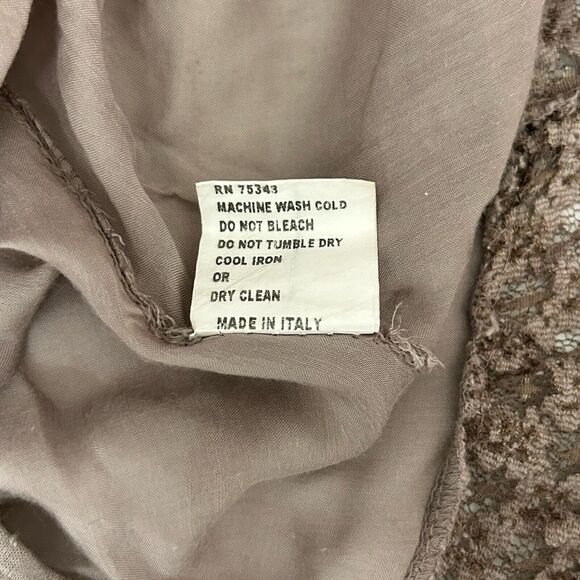 RN 75343
MACHINE WASH COLD
DO NOT BLEACH
DO NOT TUMBLE DRY
COOL IRON
OR
DRY CLEAN
MADE IN ITALY